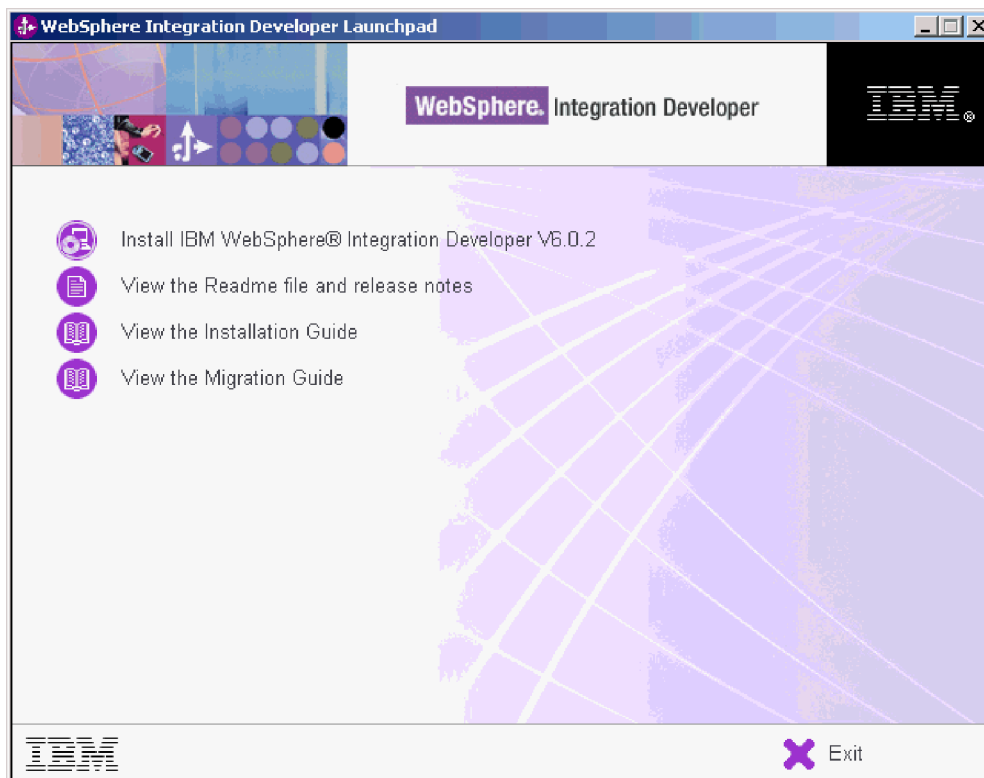 WebSphere Integration Developer Launchpad
WebSphere. Integration Developer
IBM®
Install IBM WebSphere® Integration Developer V6.0.2
View the Readme file and release notes
View the Installation Guide
View the Migration Guide
IBM
Exit